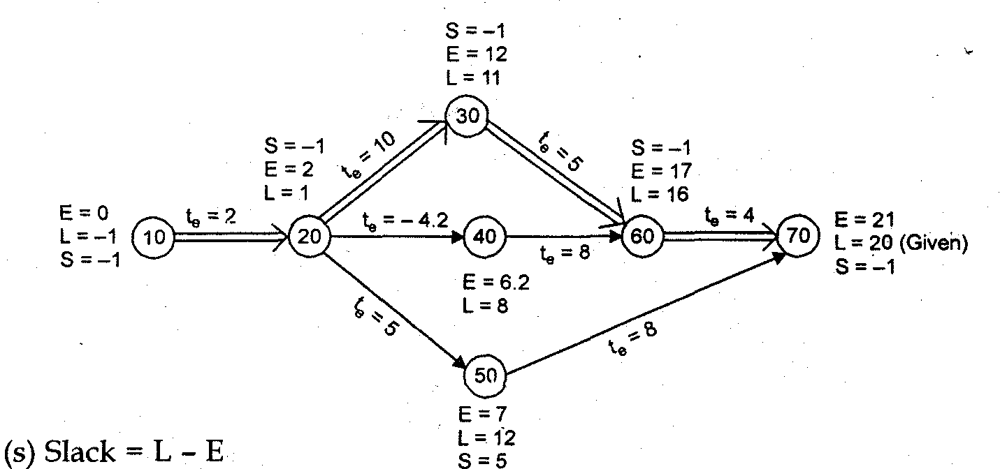 S = –1
E = 12
L = 11
30
S = –1
E = 2
L = 1
tₑ = 10
tₑ = 5
S = –1
E = 17
L = 16
E = 0
L = –1
S = –1
10
tₑ = 2
20
tₑ = – 4.2
40
tₑ = 8
60
tₑ = 4
70
E = 21
L = 20 (Given)
S = –1
E = 6.2
L = 8
tₑ = 5
tₑ = 8
50
E = 7
L = 12
S = 5
(s) Slack = L – E